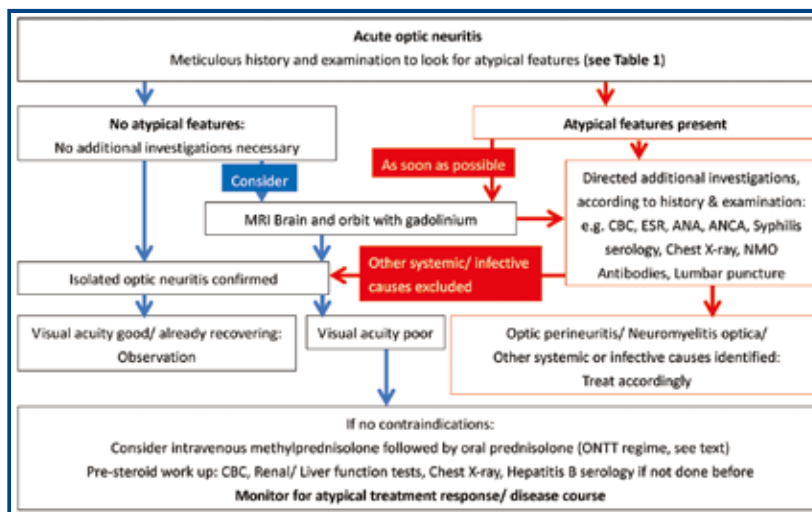 Acute optic neuritis
Meticulous history and examination to look for atypical features (see Table 1)
No atypical features:
No additional investigations necessary
Atypical features present
As soon as possible
Consider
Directed additional investigations,
according to history & examination:
e.g. CBC, ESR, ANA, ANCA, Syphilis
serology, Chest X-ray, NMO
Antibodies, Lumbar puncture
MRI Brain and orbit with gadolinium
Other systemic/ infective
causes excluded
Isolated optic neuritis confirmed
Visual acuity good/ already recovering:
Observation
Visual acuity poor
Optic perineuritis/ Neuromyelitis optica/
Other systemic or infective causes identified:
Treat accordingly
If no contraindications:
Consider intravenous methylprednisolone followed by oral prednisolone (ONTT regime, see text)
Pre-steroid work up: CBC, Renal/ Liver function tests, Chest X-ray, Hepatitis B serology if not done before
Monitor for atypical treatment response/ disease course